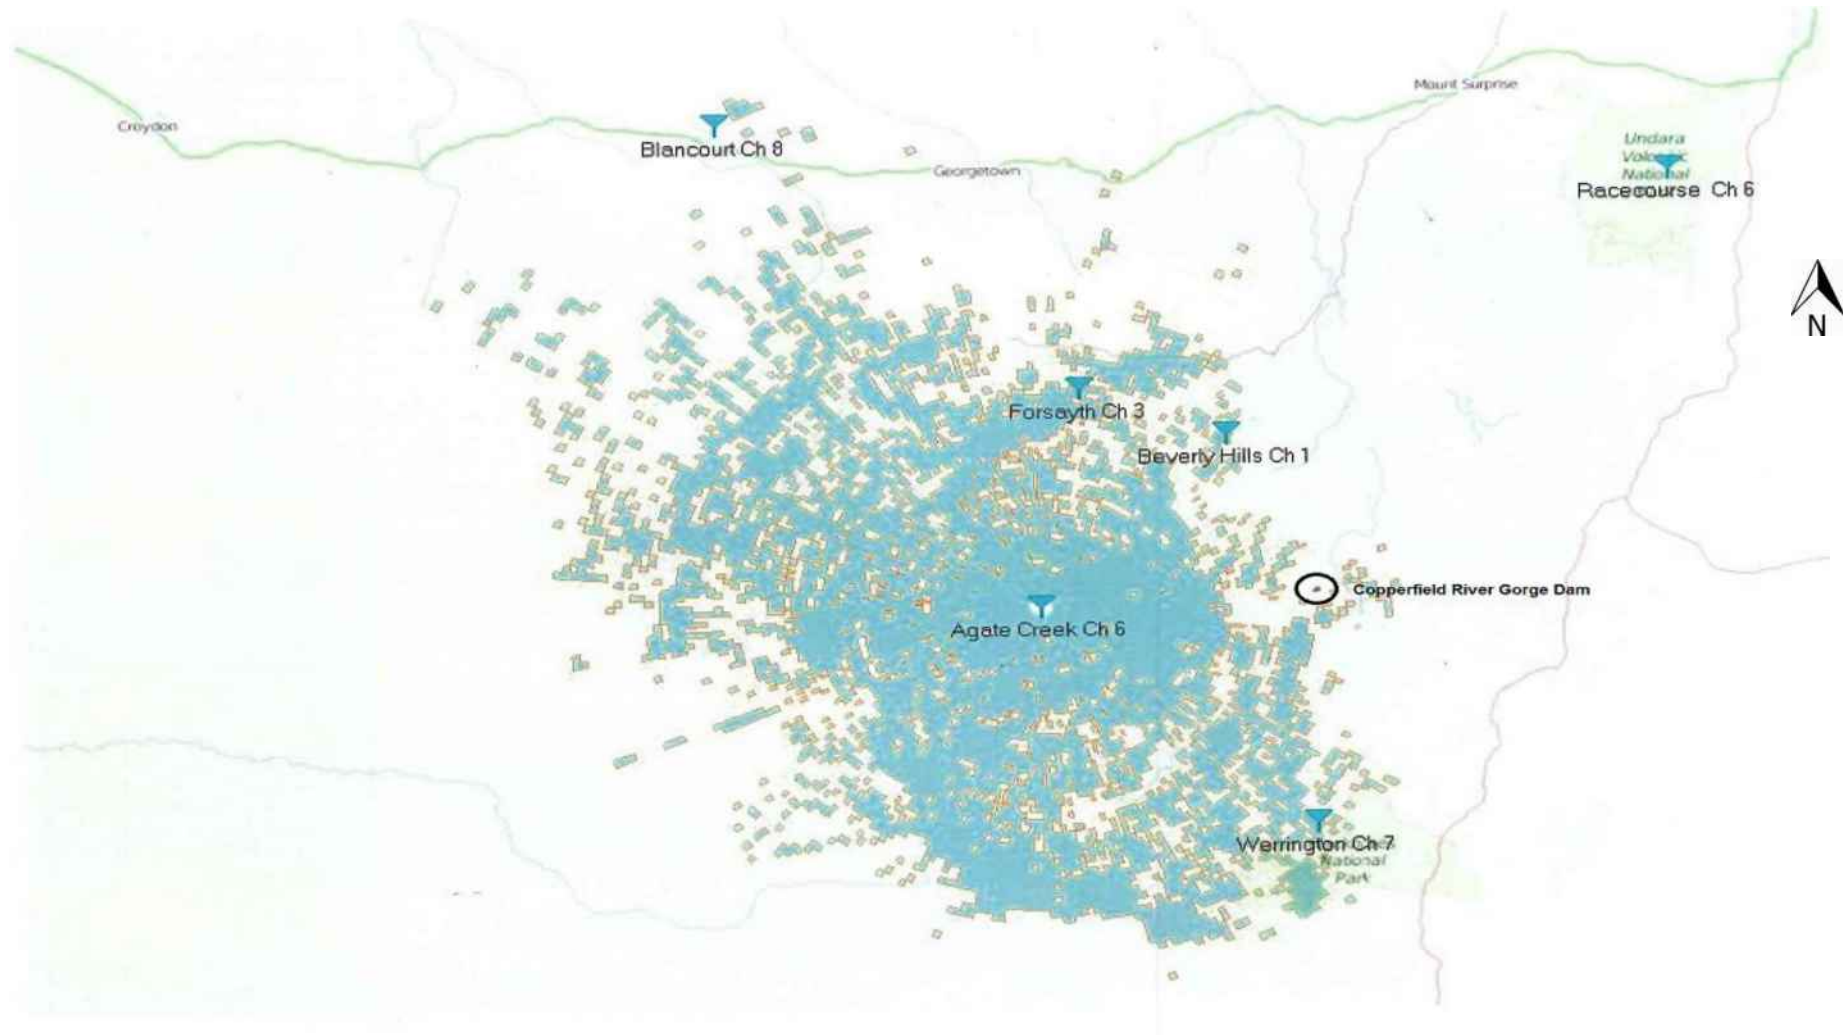 Mount Surprise
Croydon
Undara
National
Blancourt Ch 8
Georgetown
Racecourse Ch 6
N
Forsayth Ch 3
Beverly Hills Ch 1
Copperfield River Gorge Dam
Agate Creek Ch 6
Werrington Ch 7
National
Park